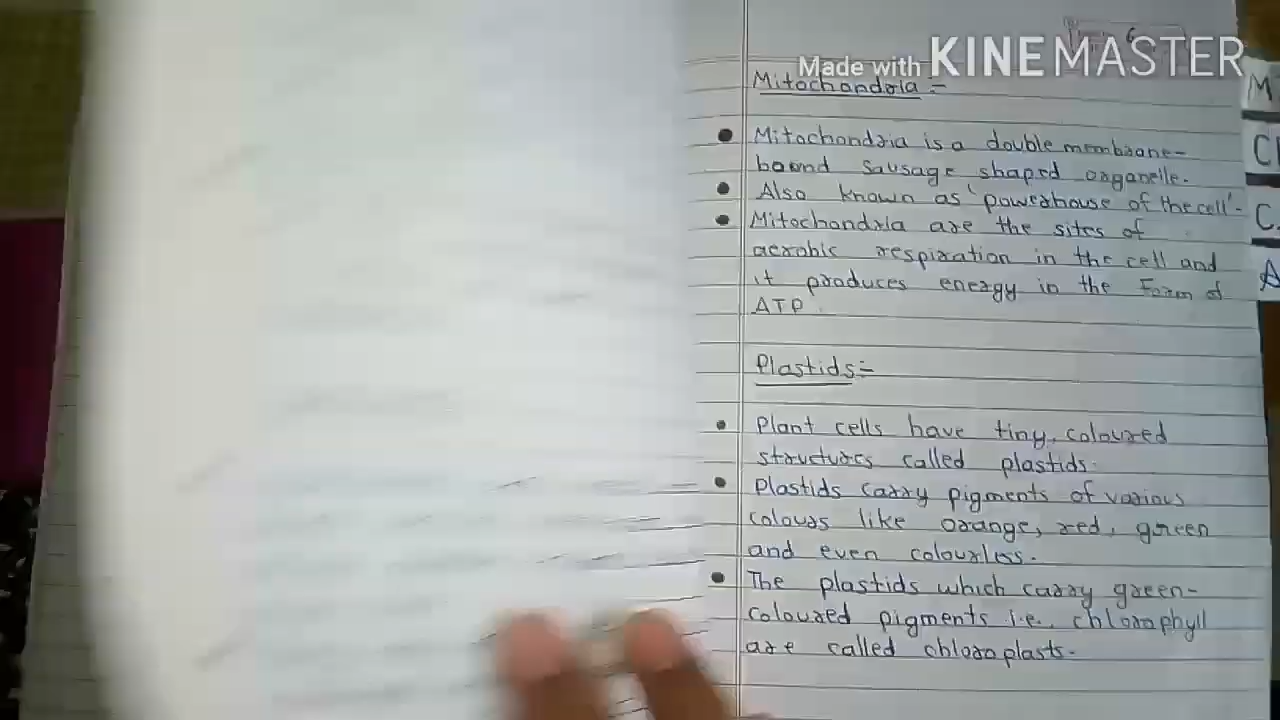 Made with KINEMASTER
Mitochondria :-
Mitochondria is a double membrane-
bound sausage shaped organelle.
Also known as 'powerhouse of the cell'.
Mitochondria are the sites of
aerobic respiration in the cell and
it produces energy in the Form of
ATP.
Plastids :-
Plant cells have tiny, coloured
structures called plastids.
Plastids carry pigments of various
colours like orange, red, green
and even colourless.
The plastids which carry green-
coloured pigments i.e., chlorophyll
are called chloroplasts.
M
C
A